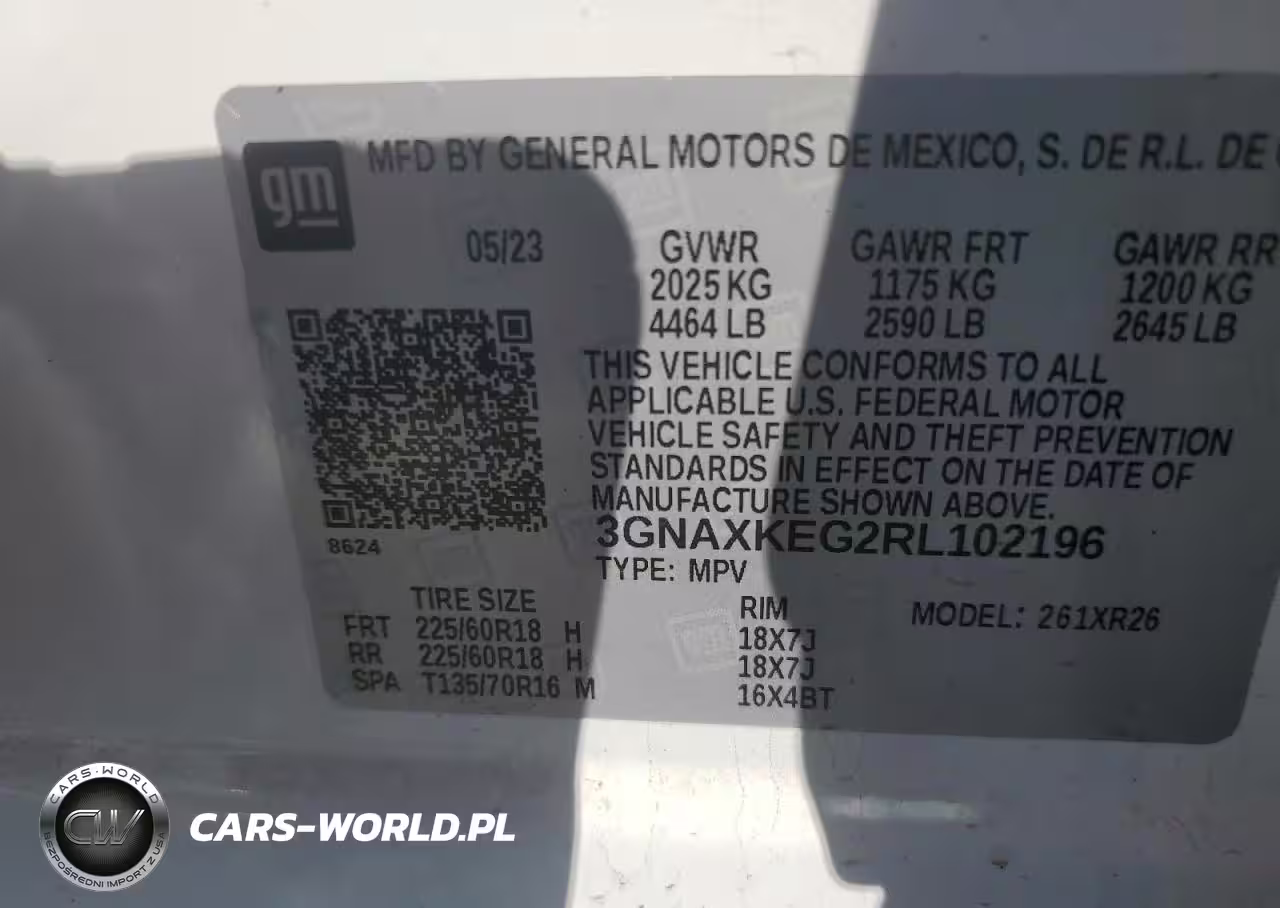 gm
MFD BY GENERAL MOTORS DE MEXICO, S. DE R.L. DE
05/23 GVWR GAWR FRT GAWR RR
2025 KG 1175 KG 1200 KG
4464 LB 2590 LB 2645 LB
THIS VEHICLE CONFORMS TO ALL
APPLICABLE U.S. FEDERAL MOTOR
VEHICLE SAFETY AND THEFT PREVENTION
STANDARDS IN EFFECT ON THE DATE OF
MANUFACTURE SHOWN ABOVE.
3GNAXKEG2RL102196
8624
TYPE: MPV
TIRE SIZE RIM MODEL: 261XR26
FRT 225/60R18 H 18X7J
RR 225/60R18 H 18X7J
SPA T135/70R16 M 16X4BT
CARS-WORLD
CW
BEZPOŚREDNI IMPORT Z USA
CARS-WORLD.PL